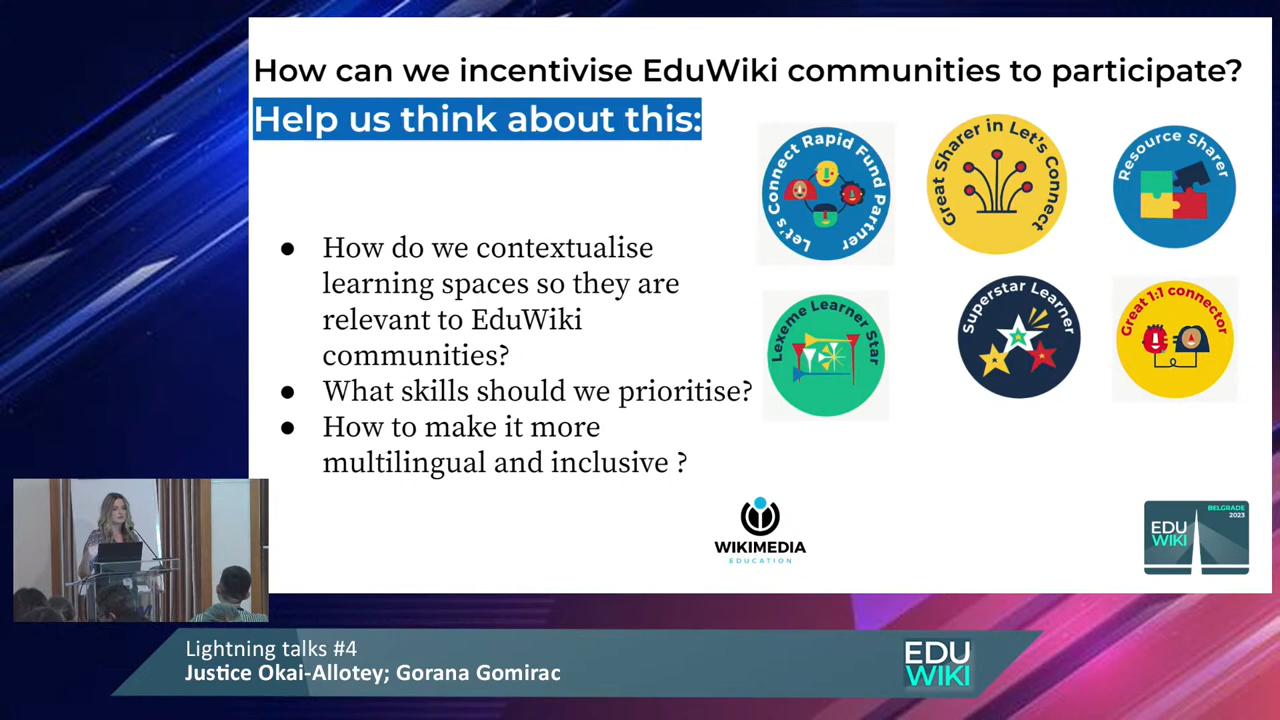 How can we incentivise EduWiki communities to participate?
Help us think about this:
Let's Connect Rapid Fund Partner
Great Sharer in Let's Connect
Resource Sharer
● How do we contextualise
learning spaces so they are
relevant to EduWiki
communities?
● What skills should we prioritise?
● How to make it more
multilingual and inclusive ?
Lexeme Learner Star
Superstar Learner
Great 1:1 connector
WIKIMEDIA
EDUCATION
BELGRADE
2023
EDU
WIKI
Lightning talks #4
Justice Okai-Allotey; Gorana Gomirac
EDU
WIKI